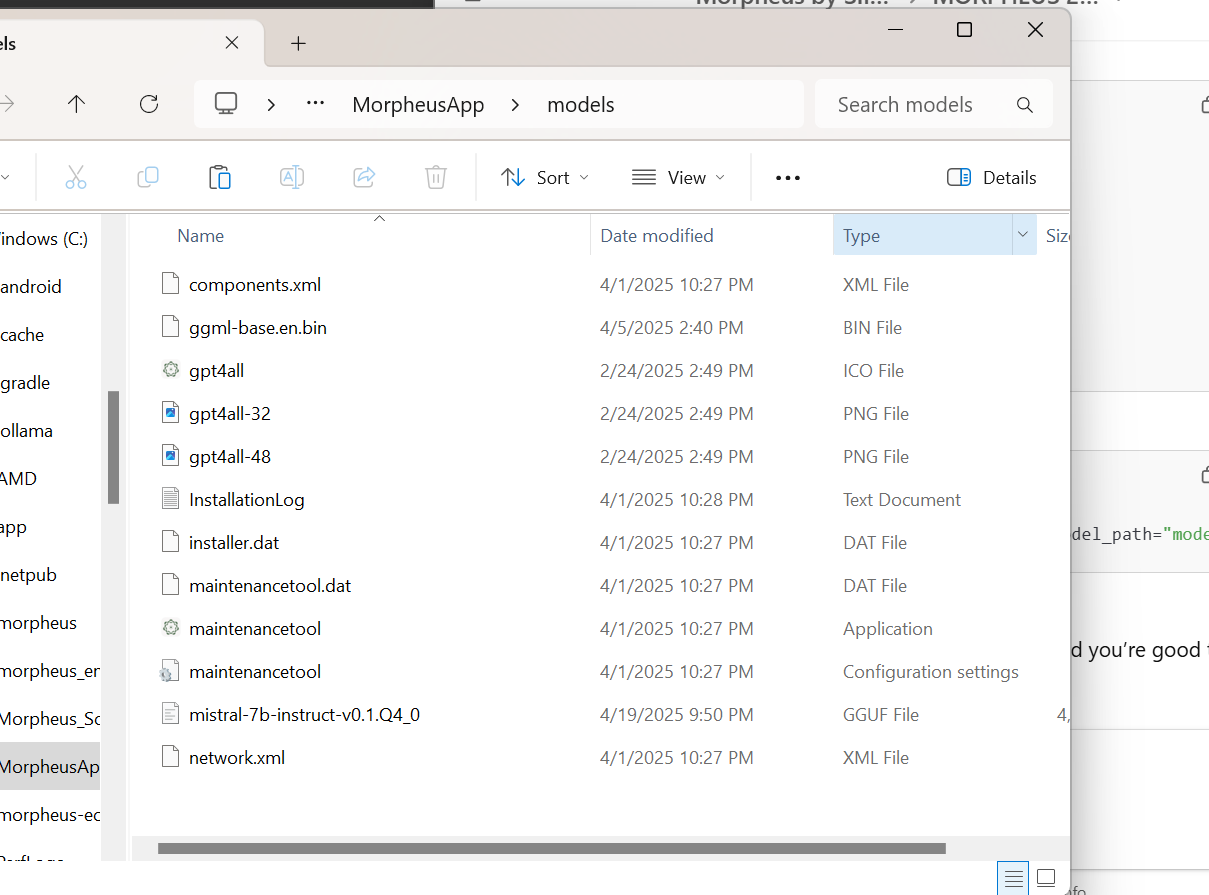 Morpheus by Sil... MORPHEUS 2...
els
MorpheusApp > models
Search models
Sort
View
Details
Name
Date modified
Type
Size
Windows (C:)
android
cache
gradle
ollama
AMD
app
netpub
morpheus
morpheus_en
Morpheus_Sc
MorpheusAp
morpheus-ec
PerfLogs
components.xml 4/1/2025 10:27 PM XML File
ggml-base.en.bin 4/5/2025 2:40 PM BIN File
gpt4all 2/24/2025 2:49 PM ICO File
gpt4all-32 2/24/2025 2:49 PM PNG File
gpt4all-48 2/24/2025 2:49 PM PNG File
InstallationLog 4/1/2025 10:28 PM Text Document
installer.dat 4/1/2025 10:27 PM DAT File
maintenancetool.dat 4/1/2025 10:27 PM DAT File
maintenancetool 4/1/2025 10:27 PM Application
maintenancetool 4/1/2025 10:27 PM Configuration settings
mistral-7b-instruct-v0.1.Q4_0 4/19/2025 9:50 PM GGUF File 4,
network.xml 4/1/2025 10:27 PM XML File
del_path="mode
d you’re good